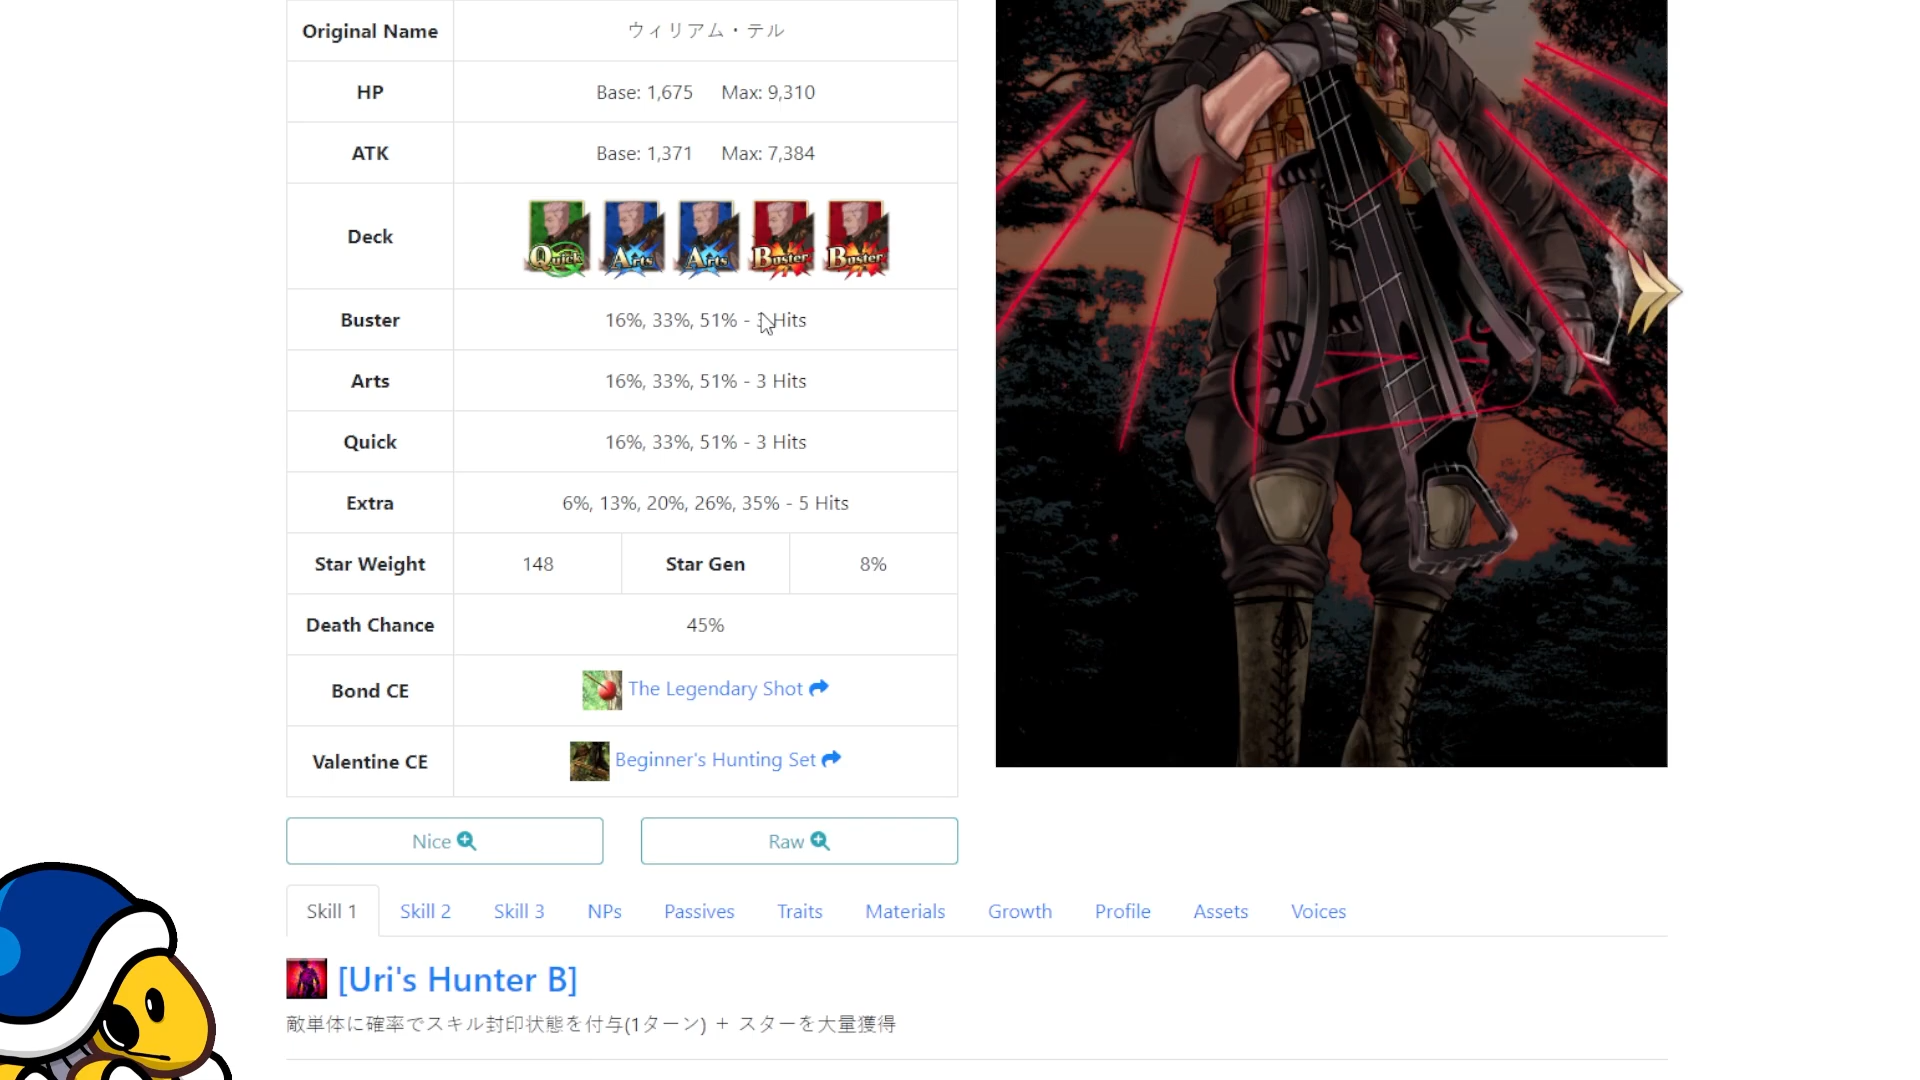 Original Name ウィリアム・テル
HP Base: 1,675 Max: 9,310
ATK Base: 1,371 Max: 7,384
Deck Quick Arts Arts Buster Buster
Buster 16%, 33%, 51% - Hits
Arts 16%, 33%, 51% - 3 Hits
Quick 16%, 33%, 51% - 3 Hits
Extra 6%, 13%, 20%, 26%, 35% - 5 Hits
Star Weight 148 Star Gen 8%
Death Chance 45%
Bond CE The Legendary Shot
Valentine CE Beginner's Hunting Set
Nice Raw
Skill 1 Skill 2 Skill 3 NPs Passives Traits Materials Growth Profile Assets Voices
[Uri's Hunter B]
敵単体に確率でスキル封印状態を付与(1ターン) + スターを大量獲得